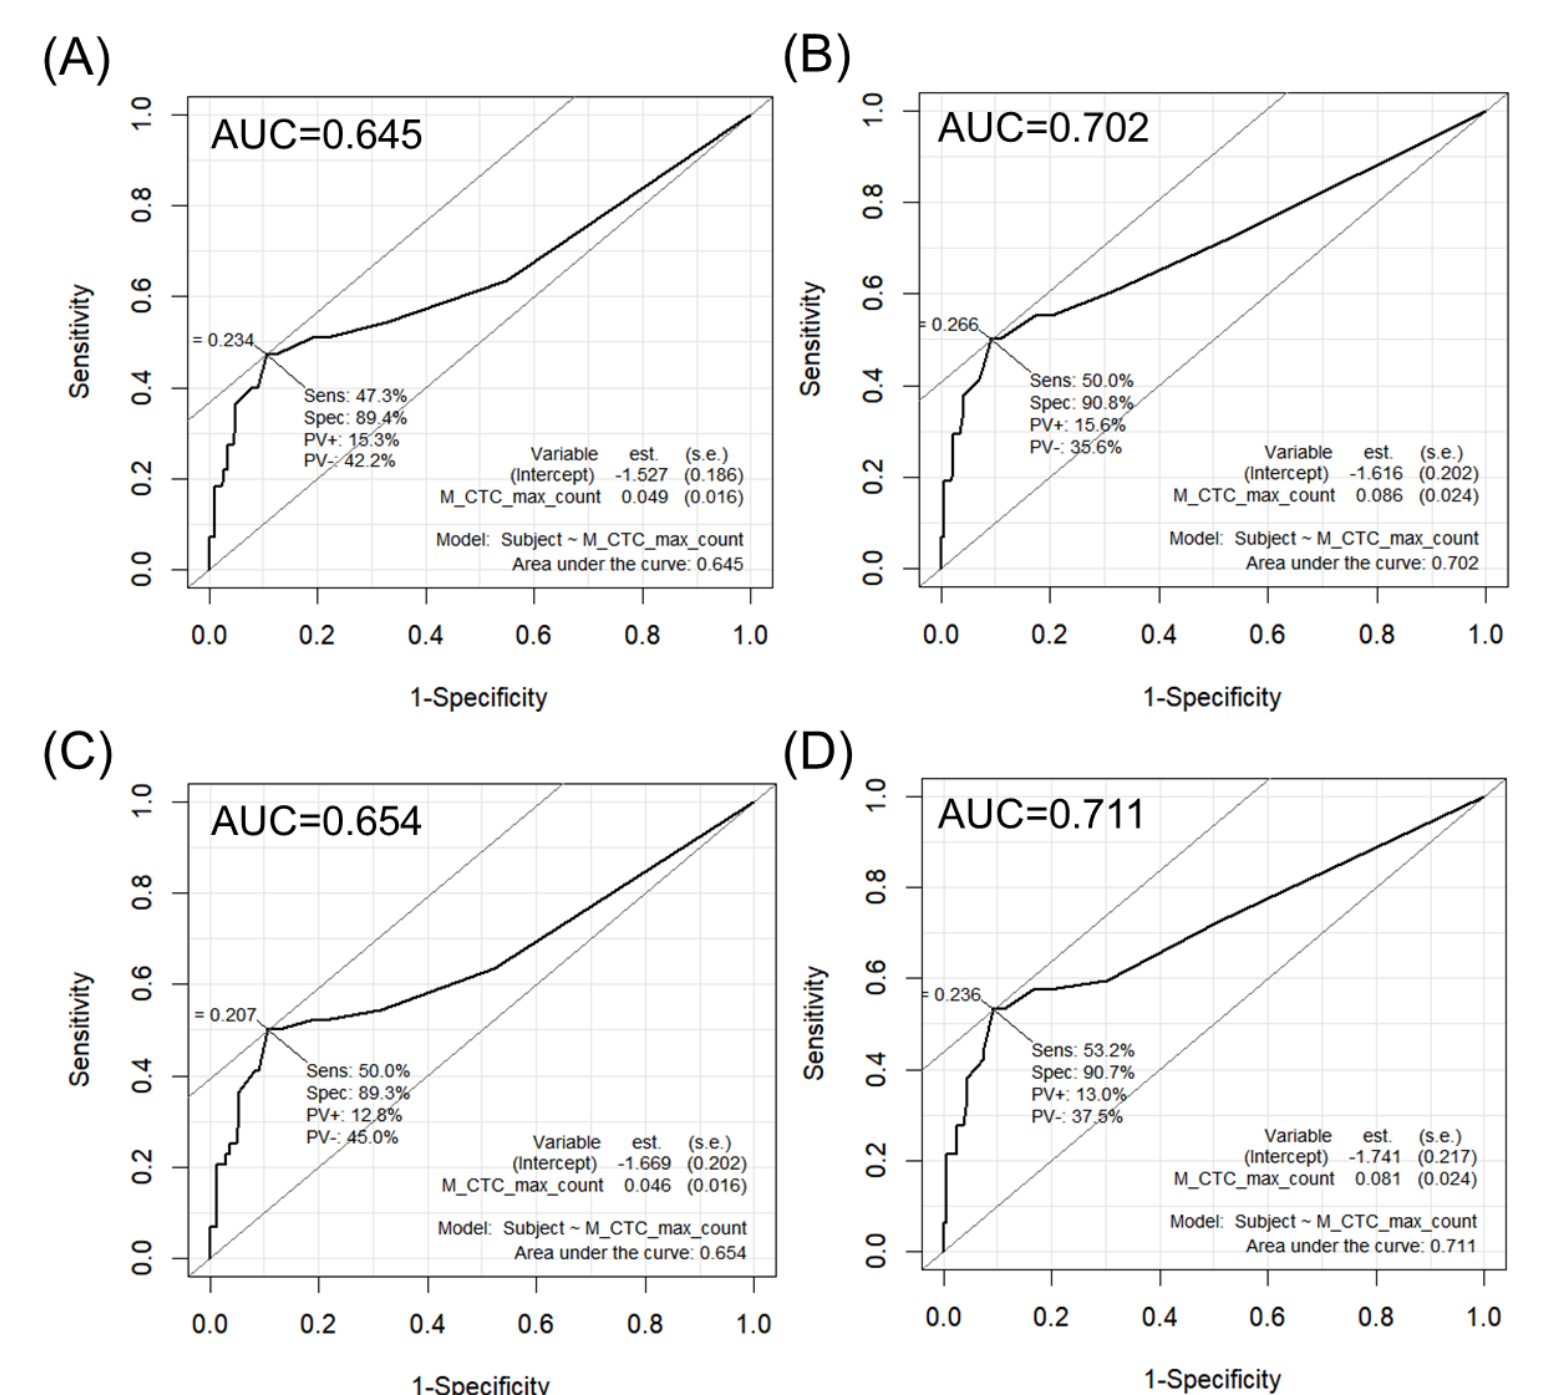 (A)
AUC=0.645
1.0
0.8
0.6
0.4
0.2
0.0
Sensitivity
= 0.234
Sens: 47.3%
Spec: 89.4%
PV+: 15.3%
PV-: 42.2%
Variable est. (s.e.)
(Intercept) -1.527 (0.186)
M_CTC_max_count 0.049 (0.016)
Model: Subject ~ M_CTC_max_count
Area under the curve: 0.645
0.0 0.2 0.4 0.6 0.8 1.0
1-Specificity
(B)
AUC=0.702
1.0
0.8
0.6
0.4
0.2
0.0
Sensitivity
= 0.266
Sens: 50.0%
Spec: 90.8%
PV+: 15.6%
PV-: 35.6%
Variable est. (s.e.)
(Intercept) -1.616 (0.202)
M_CTC_max_count 0.086 (0.024)
Model: Subject ~ M_CTC_max_count
Area under the curve: 0.702
0.0 0.2 0.4 0.6 0.8 1.0
1-Specificity
(C)
AUC=0.654
1.0
0.8
0.6
0.4
0.2
0.0
Sensitivity
= 0.207
Sens: 50.0%
Spec: 89.3%
PV+: 12.8%
PV-: 45.0%
Variable est. (s.e.)
(Intercept) -1.669 (0.202)
M_CTC_max_count 0.046 (0.016)
Model: Subject ~ M_CTC_max_count
Area under the curve: 0.654
0.0 0.2 0.4 0.6 0.8 1.0
1-Specificity
(D)
AUC=0.711
1.0
0.8
0.6
0.4
0.2
0.0
Sensitivity
= 0.236
Sens: 53.2%
Spec: 90.7%
PV+: 13.0%
PV-: 37.5%
Variable est. (s.e.)
(Intercept) -1.741 (0.217)
M_CTC_max_count 0.081 (0.024)
Model: Subject ~ M_CTC_max_count
Area under the curve: 0.711
0.0 0.2 0.4 0.6 0.8 1.0
1-Specificity